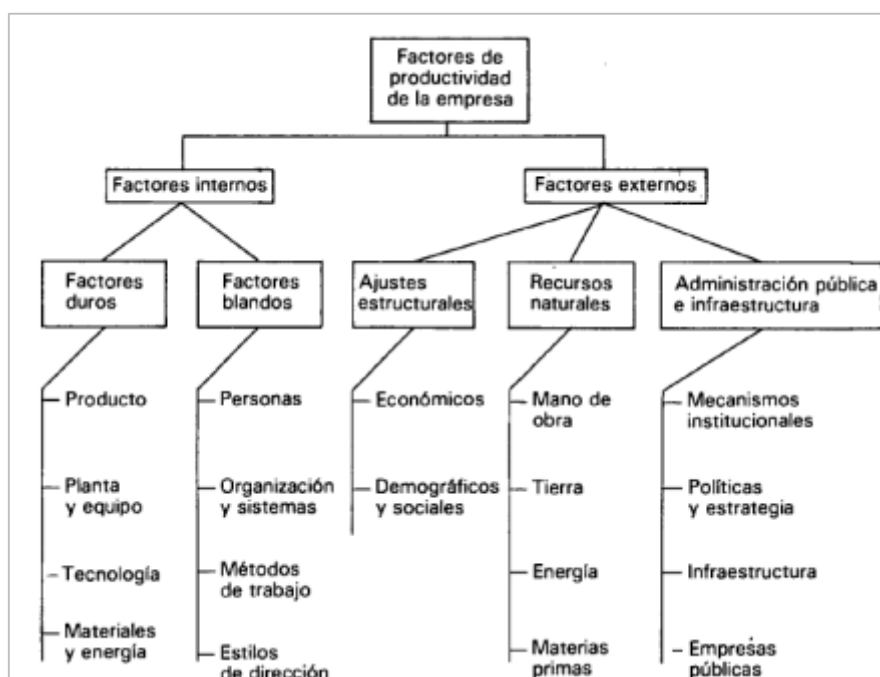 Factores de
productividad
de la empresa
Factores internos
Factores externos
Factores
duros
Factores
blandos
Ajustes
estructurales
Recursos
naturales
Administración pública
e infraestructura
Producto
Planta
y equipo
Tecnología
Materiales
y energía
Personas
Organización
y sistemas
Métodos
de trabajo
Estilos
de dirección
Económicos
Demográficos
y sociales
Mano de
obra
Tierra
Energía
Materias
primas
Mecanismos
institucionales
Políticas
y estrategia
Infraestructura
Empresas
públicas